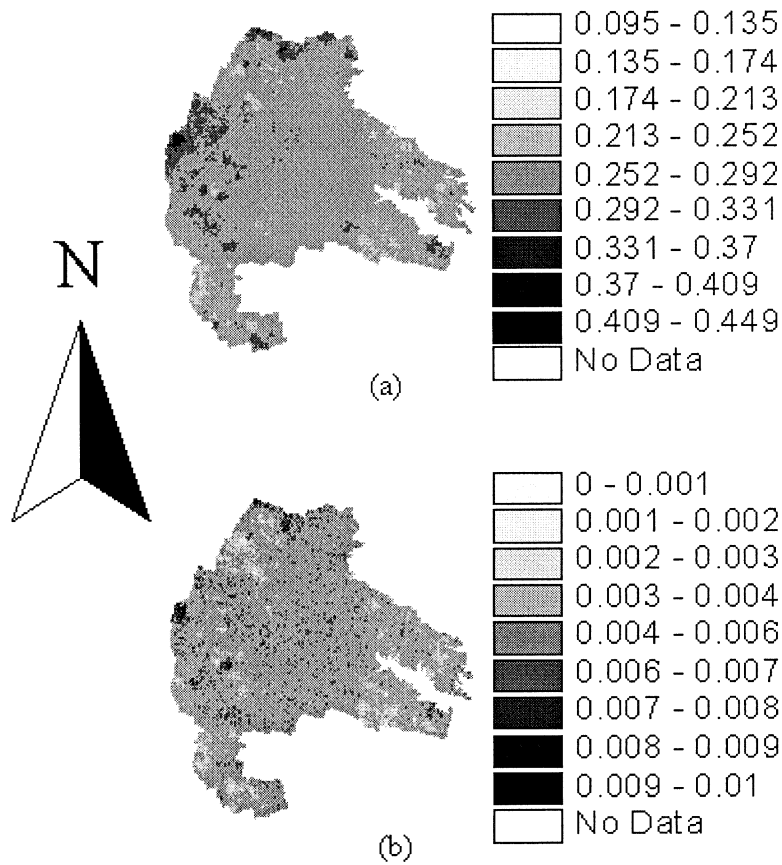 0.095 - 0.135
0.135 - 0.174
0.174 - 0.213
0.213 - 0.252
0.252 - 0.292
0.292 - 0.331
0.331 - 0.37
0.37 - 0.409
0.409 - 0.449
No Data
N
(a)
0 - 0.001
0.001 - 0.002
0.002 - 0.003
0.003 - 0.004
0.004 - 0.006
0.006 - 0.007
0.007 - 0.008
0.008 - 0.009
0.009 - 0.01
No Data
(b)